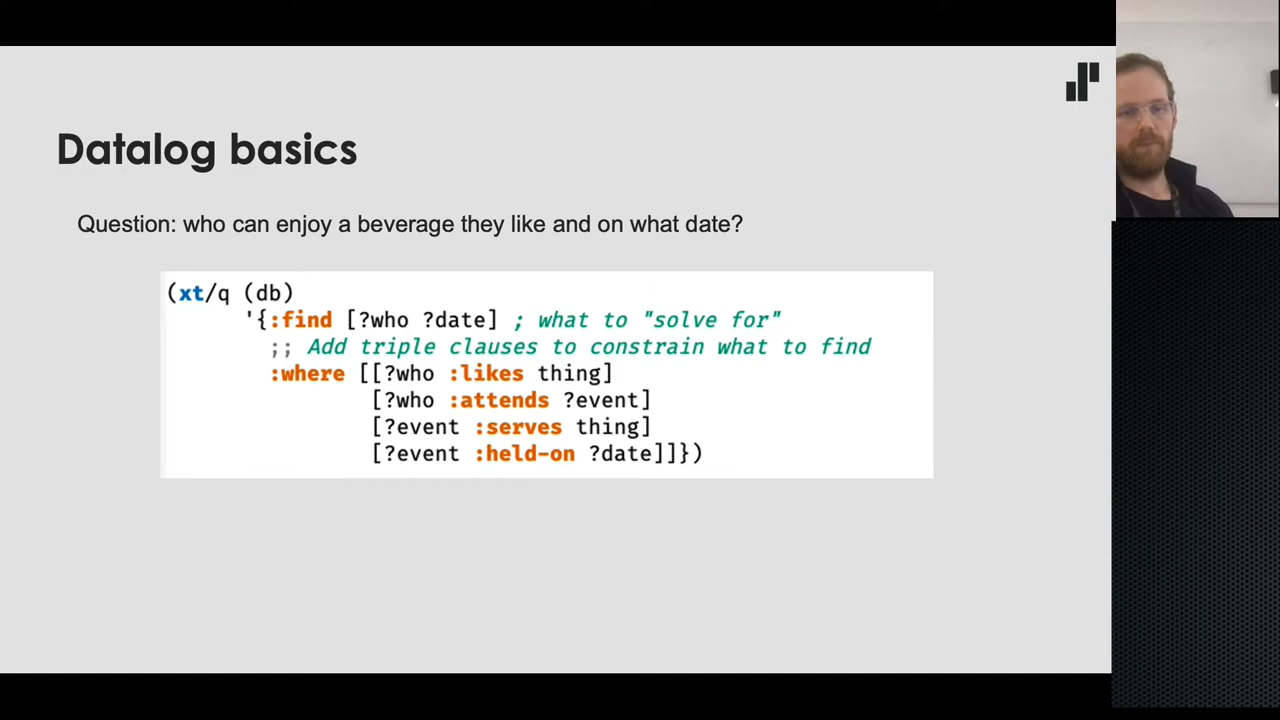 Datalog basics
Question: who can enjoy a beverage they like and on what date?
(xt/q (db)
'{:find [?who ?date] ; what to "solve for"
;; Add triple clauses to constrain what to find
:where [[?who :likes thing]
[?who :attends ?event]
[?event :serves thing]
[?event :held-on ?date]]})